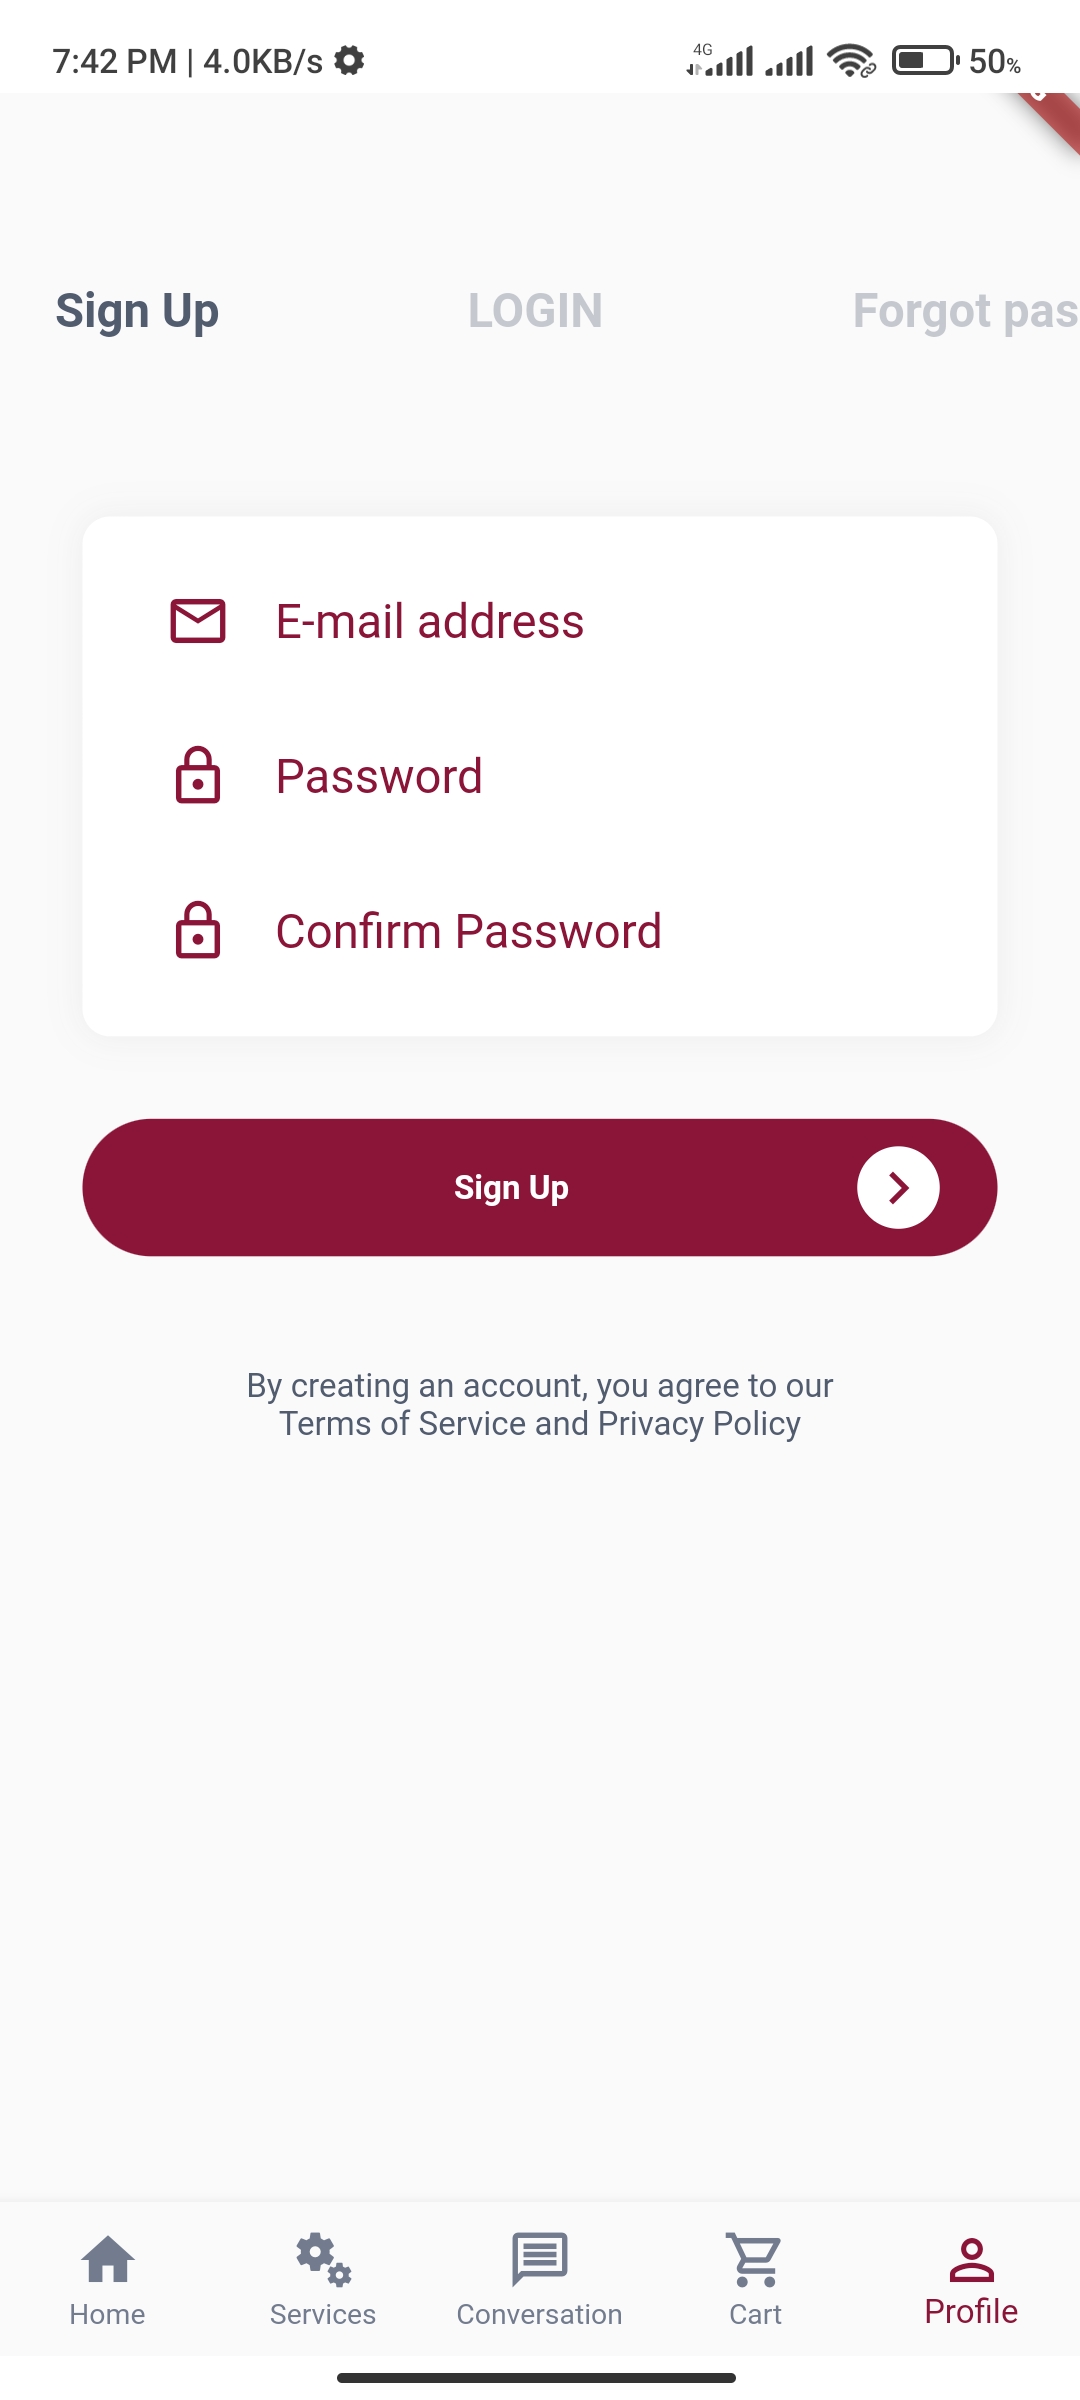 7:42 PM | 4.0KB/s
4G
50%
Sign Up
LOGIN
Forgot pas
E-mail address
Password
Confirm Password
Sign Up
By creating an account, you agree to our
Terms of Service and Privacy Policy
Home
Services
Conversation
Cart
Profile